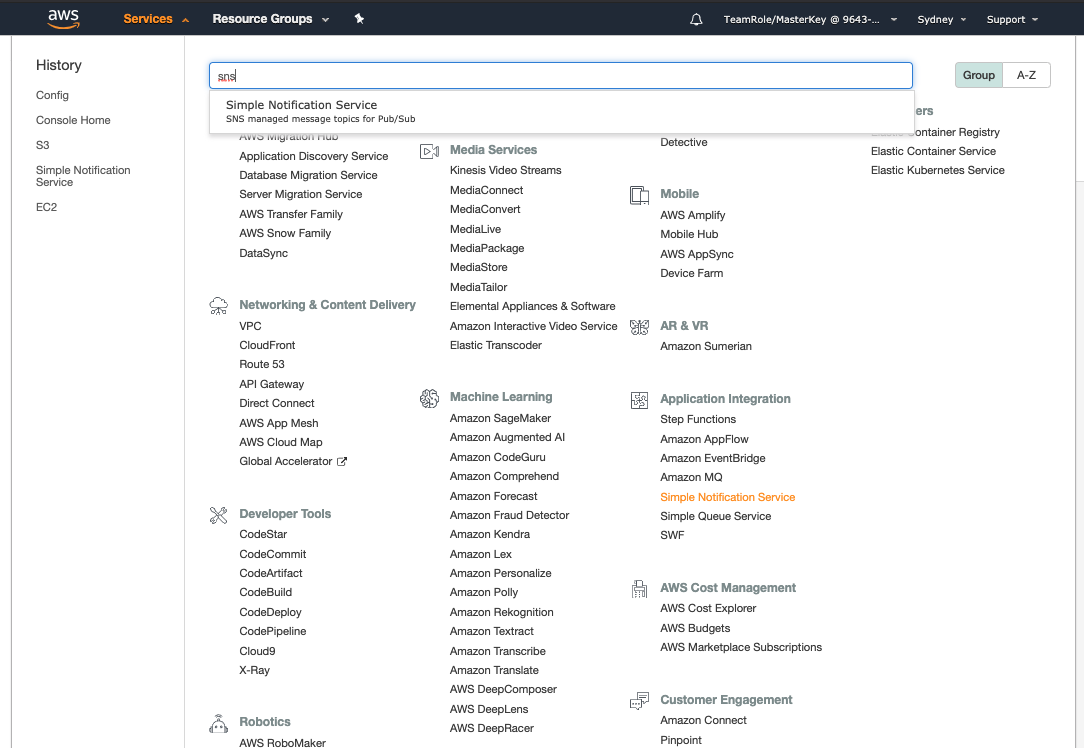 aws
Services
Resource Groups
TeamRole/MasterKey @ 9643-...
Sydney
Support
History
Config
Console Home
S3
Simple Notification
Service
EC2
sns
Group
A-Z
Simple Notification Service
SNS managed message topics for Pub/Sub
AWS Migration Hub
Application Discovery Service
Database Migration Service
Server Migration Service
AWS Transfer Family
AWS Snow Family
DataSync
Networking & Content Delivery
VPC
CloudFront
Route 53
API Gateway
Direct Connect
AWS App Mesh
AWS Cloud Map
Global Accelerator
Developer Tools
CodeStar
CodeCommit
CodeArtifact
CodeBuild
CodeDeploy
CodePipeline
Cloud9
X-Ray
Robotics
AWS RoboMaker
Media Services
Kinesis Video Streams
MediaConnect
MediaConvert
MediaLive
MediaPackage
MediaStore
MediaTailor
Elemental Appliances & Software
Amazon Interactive Video Service
Elastic Transcoder
Machine Learning
Amazon SageMaker
Amazon Augmented AI
Amazon CodeGuru
Amazon Comprehend
Amazon Forecast
Amazon Fraud Detector
Amazon Kendra
Amazon Lex
Amazon Personalize
Amazon Polly
Amazon Rekognition
Amazon Textract
Amazon Transcribe
Amazon Translate
AWS DeepComposer
AWS DeepLens
AWS DeepRacer
Detective
Mobile
AWS Amplify
Mobile Hub
AWS AppSync
Device Farm
AR & VR
Amazon Sumerian
Application Integration
Step Functions
Amazon AppFlow
Amazon EventBridge
Amazon MQ
Simple Notification Service
Simple Queue Service
SWF
AWS Cost Management
AWS Cost Explorer
AWS Budgets
AWS Marketplace Subscriptions
Customer Engagement
Amazon Connect
Pinpoint
ers
Elastic Container Registry
Elastic Container Service
Elastic Kubernetes Service